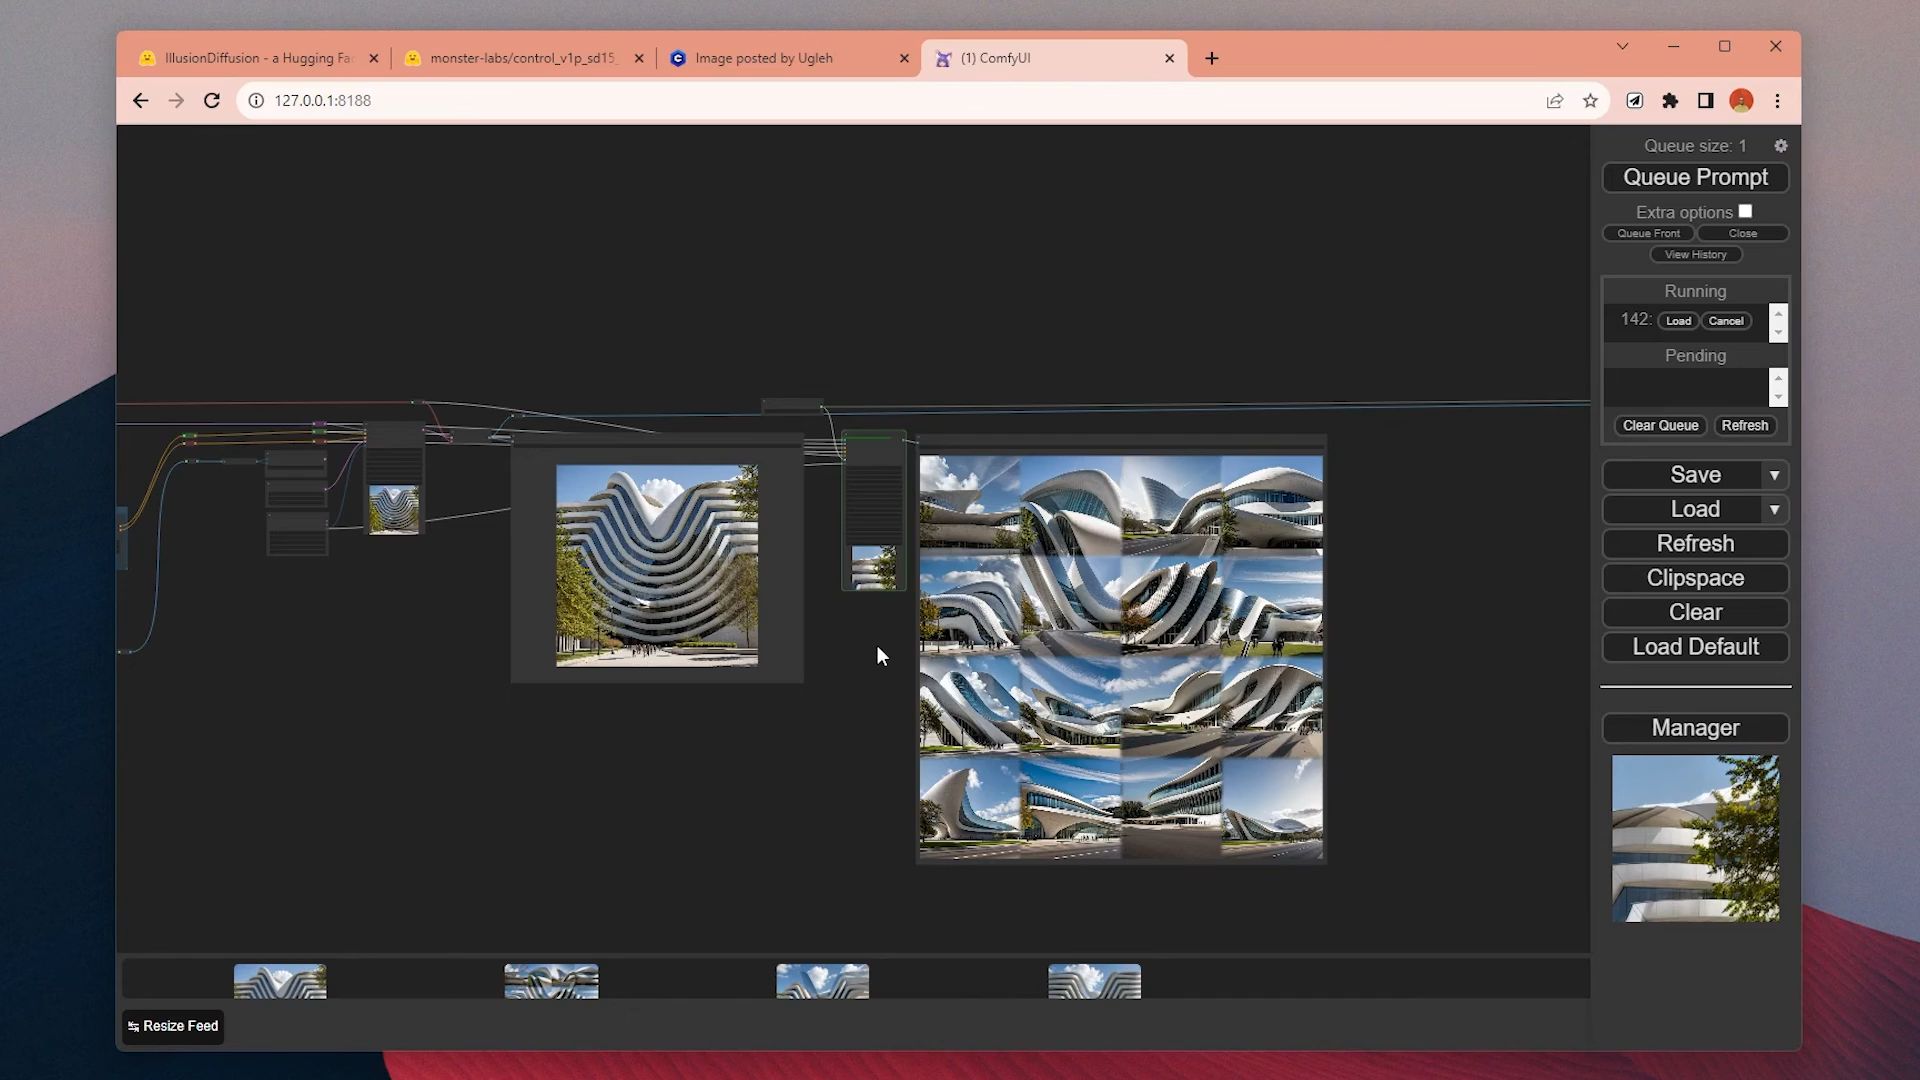 IllusionDiffusion - a Hugging Fa
monster-labs/control_v1p_sd15_
Image posted by Ugleh
(1) ComfyUI
127.0.0.1:8188
Queue size: 1
Queue Prompt
Extra options
Queue Front
Close
View History
Running
142:
Load
Cancel
Pending
Clear Queue
Refresh
Save
Load
Refresh
Clipspace
Clear
Load Default
Manager
Resize Feed